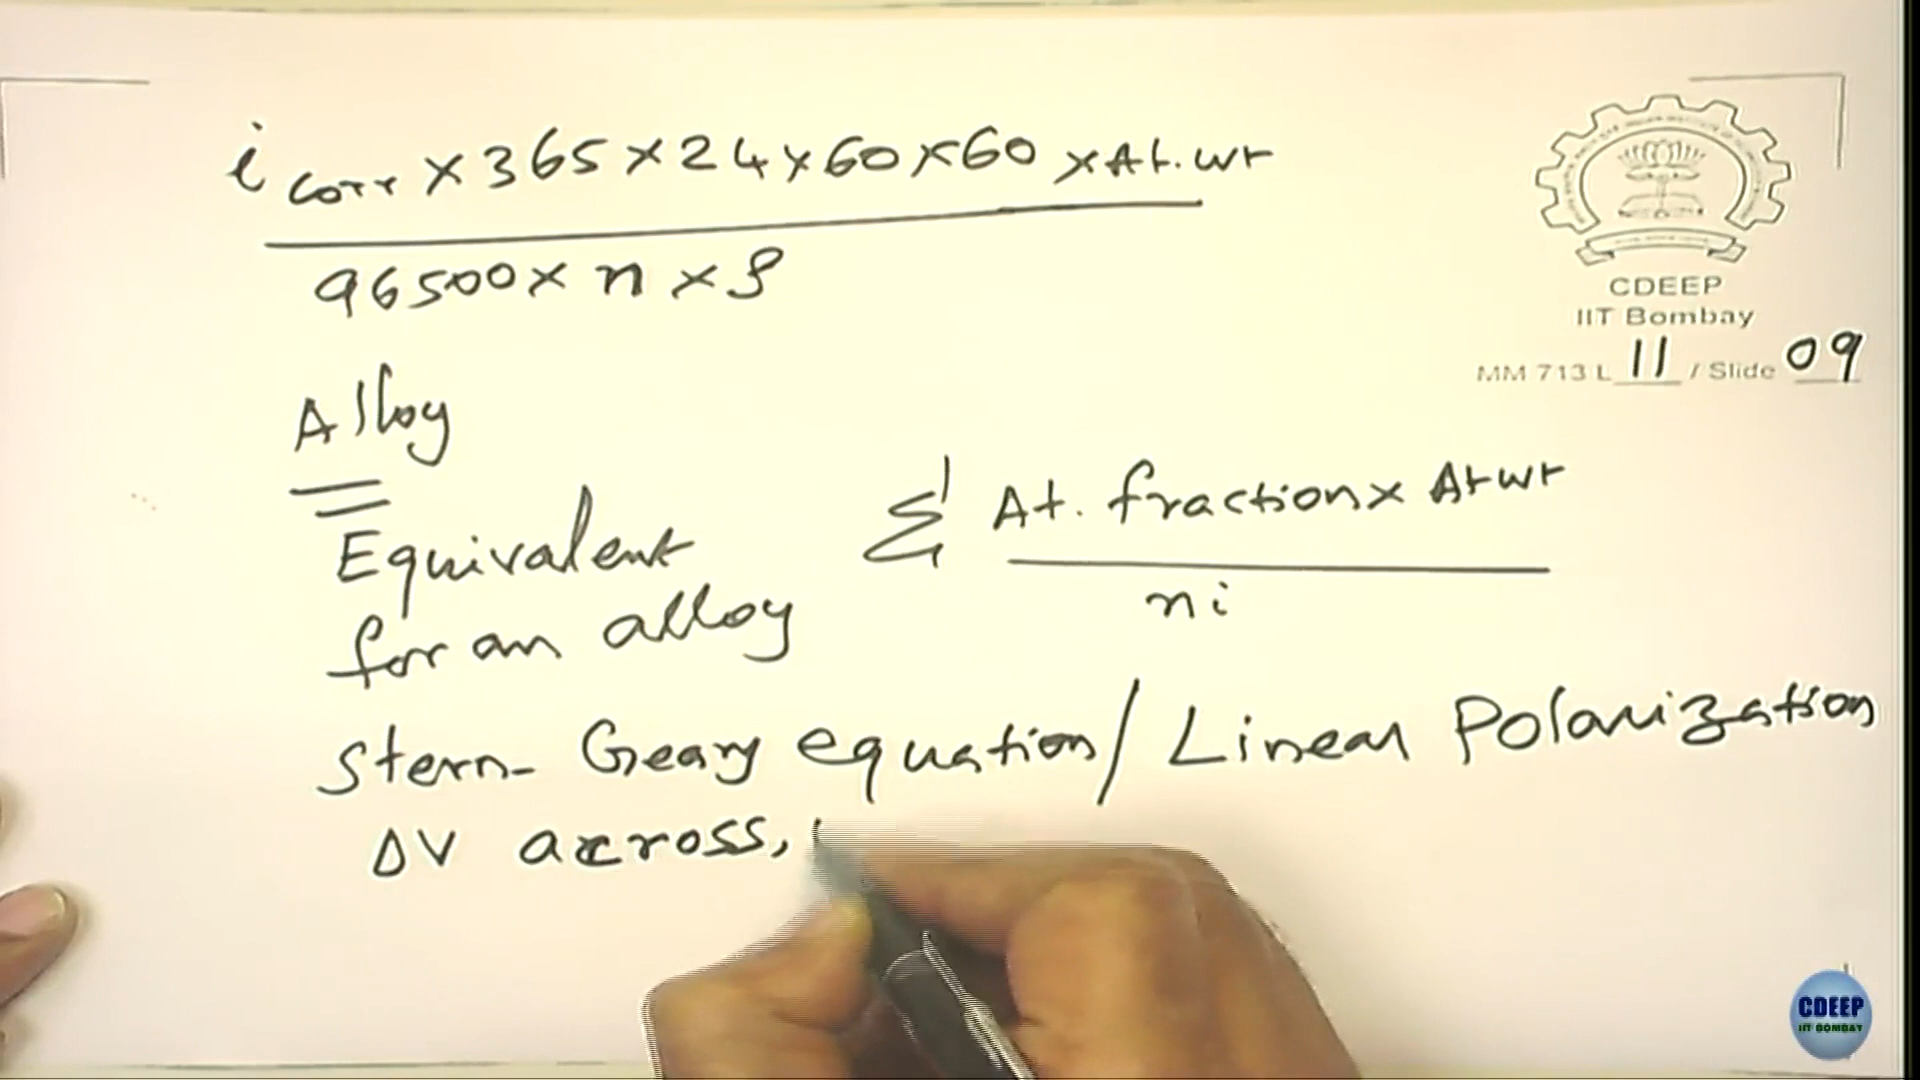 i corr × 365 × 24 × 60 × 60 × At. wt
96500 × n × ρ
CDEEP
IIT Bombay
MM 713 L 11 / Slide 09
Alloy
Σ At. fraction × At wt
ni
Equivalent
for an alloy
Stern- Geary equation / Linear Polarization
ΔV across,
CDEEP
IIT BOMBAY